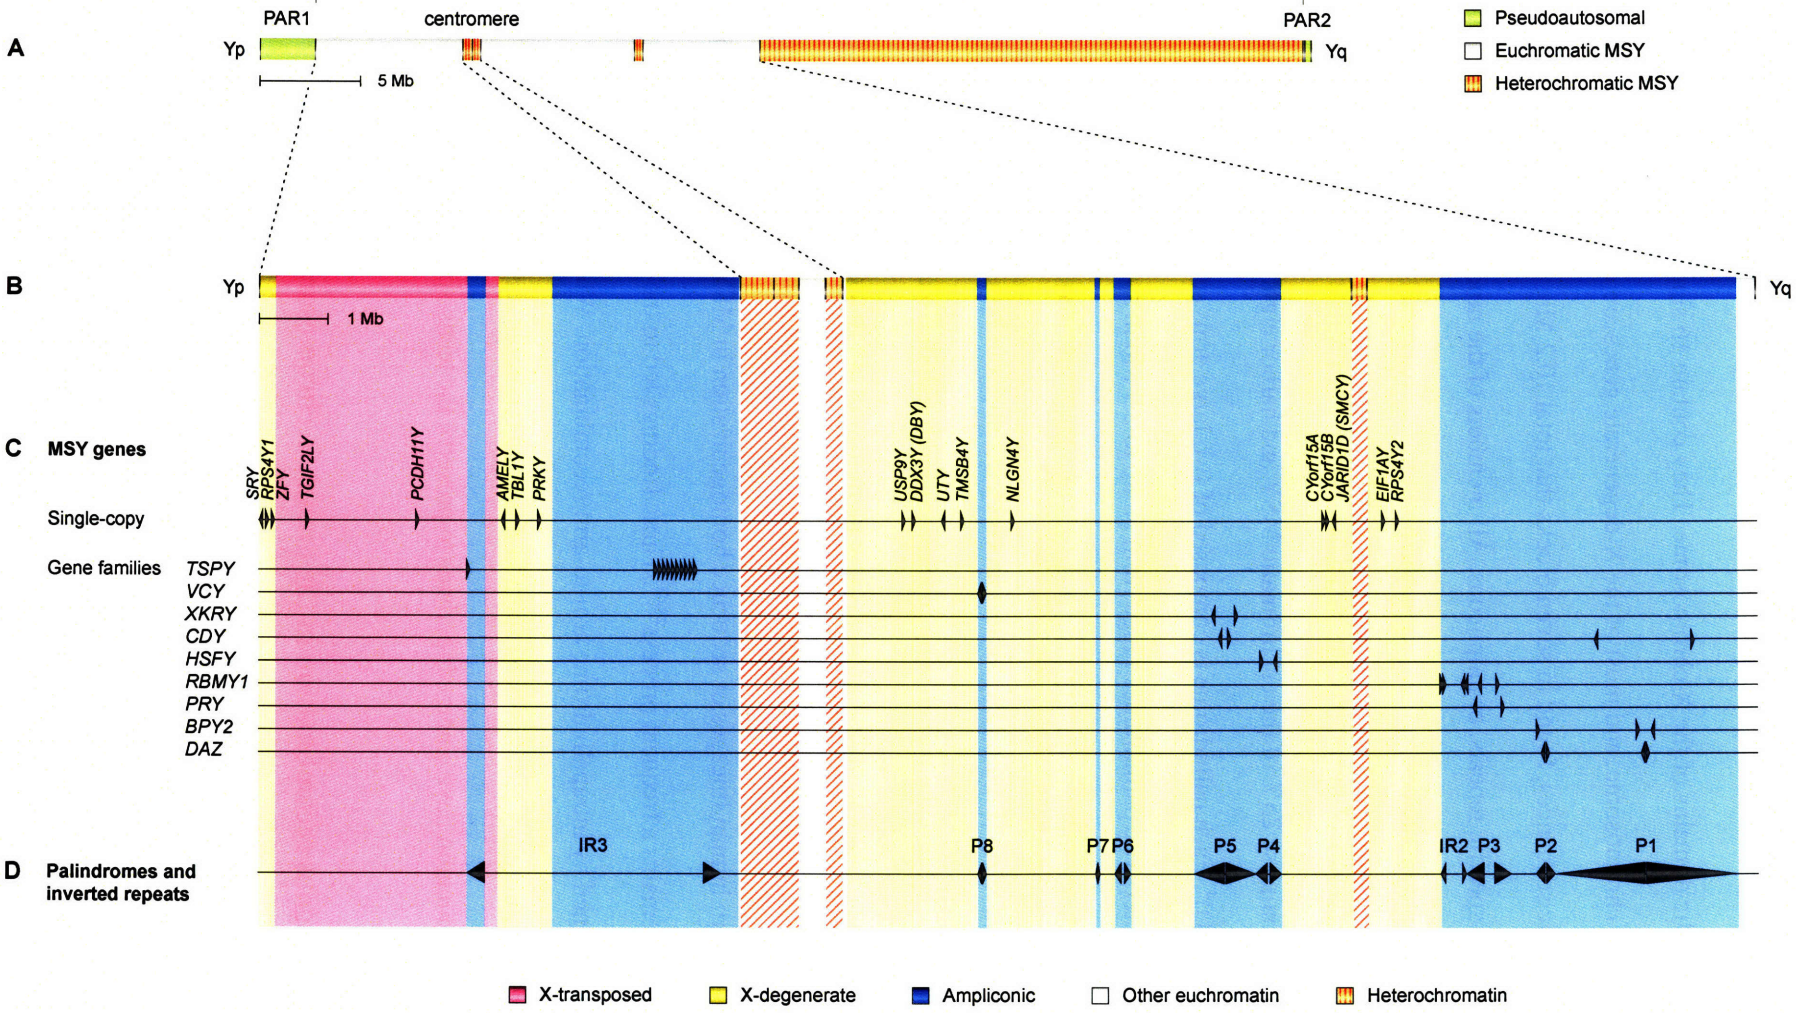 PAR1
centromere
PAR2
A
Yp
Yq
5 Mb
Pseudoautosomal
Euchromatic MSY
Heterochromatic MSY
B
Yp
Yq
1 Mb
C
MSY genes
SRY
RPS4Y1
ZFY
TGIF2LY
PCDH11Y
AMELY
TBL1Y
PRKY
USP9Y
DDX3Y (DBY)
UTY
TMSB4Y
NLGN4Y
CYorf15A
CYorf15B
JARID1D (SMCY)
EIF1AY
RPS4Y2
Single-copy
Gene families
TSPY
VCY
XKRY
CDY
HSFY
RBMY1
PRY
BPY2
DAZ
IR3
P8
P7
P6
P5
P4
IR2
P3
P2
P1
D
Palindromes and
inverted repeats
X-transposed
X-degenerate
Ampliconic
Other euchromatin
Heterochromatin